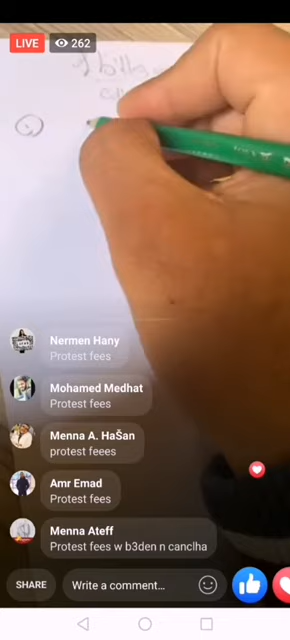 LIVE 262
Nermen Hany
Protest fees
Mohamed Medhat
Protest fees
Menna A. HaŠan
protest feees
Amr Emad
Protest fees
Menna Ateff
Protest fees w b3den n canclha
SHARE Write a comment...